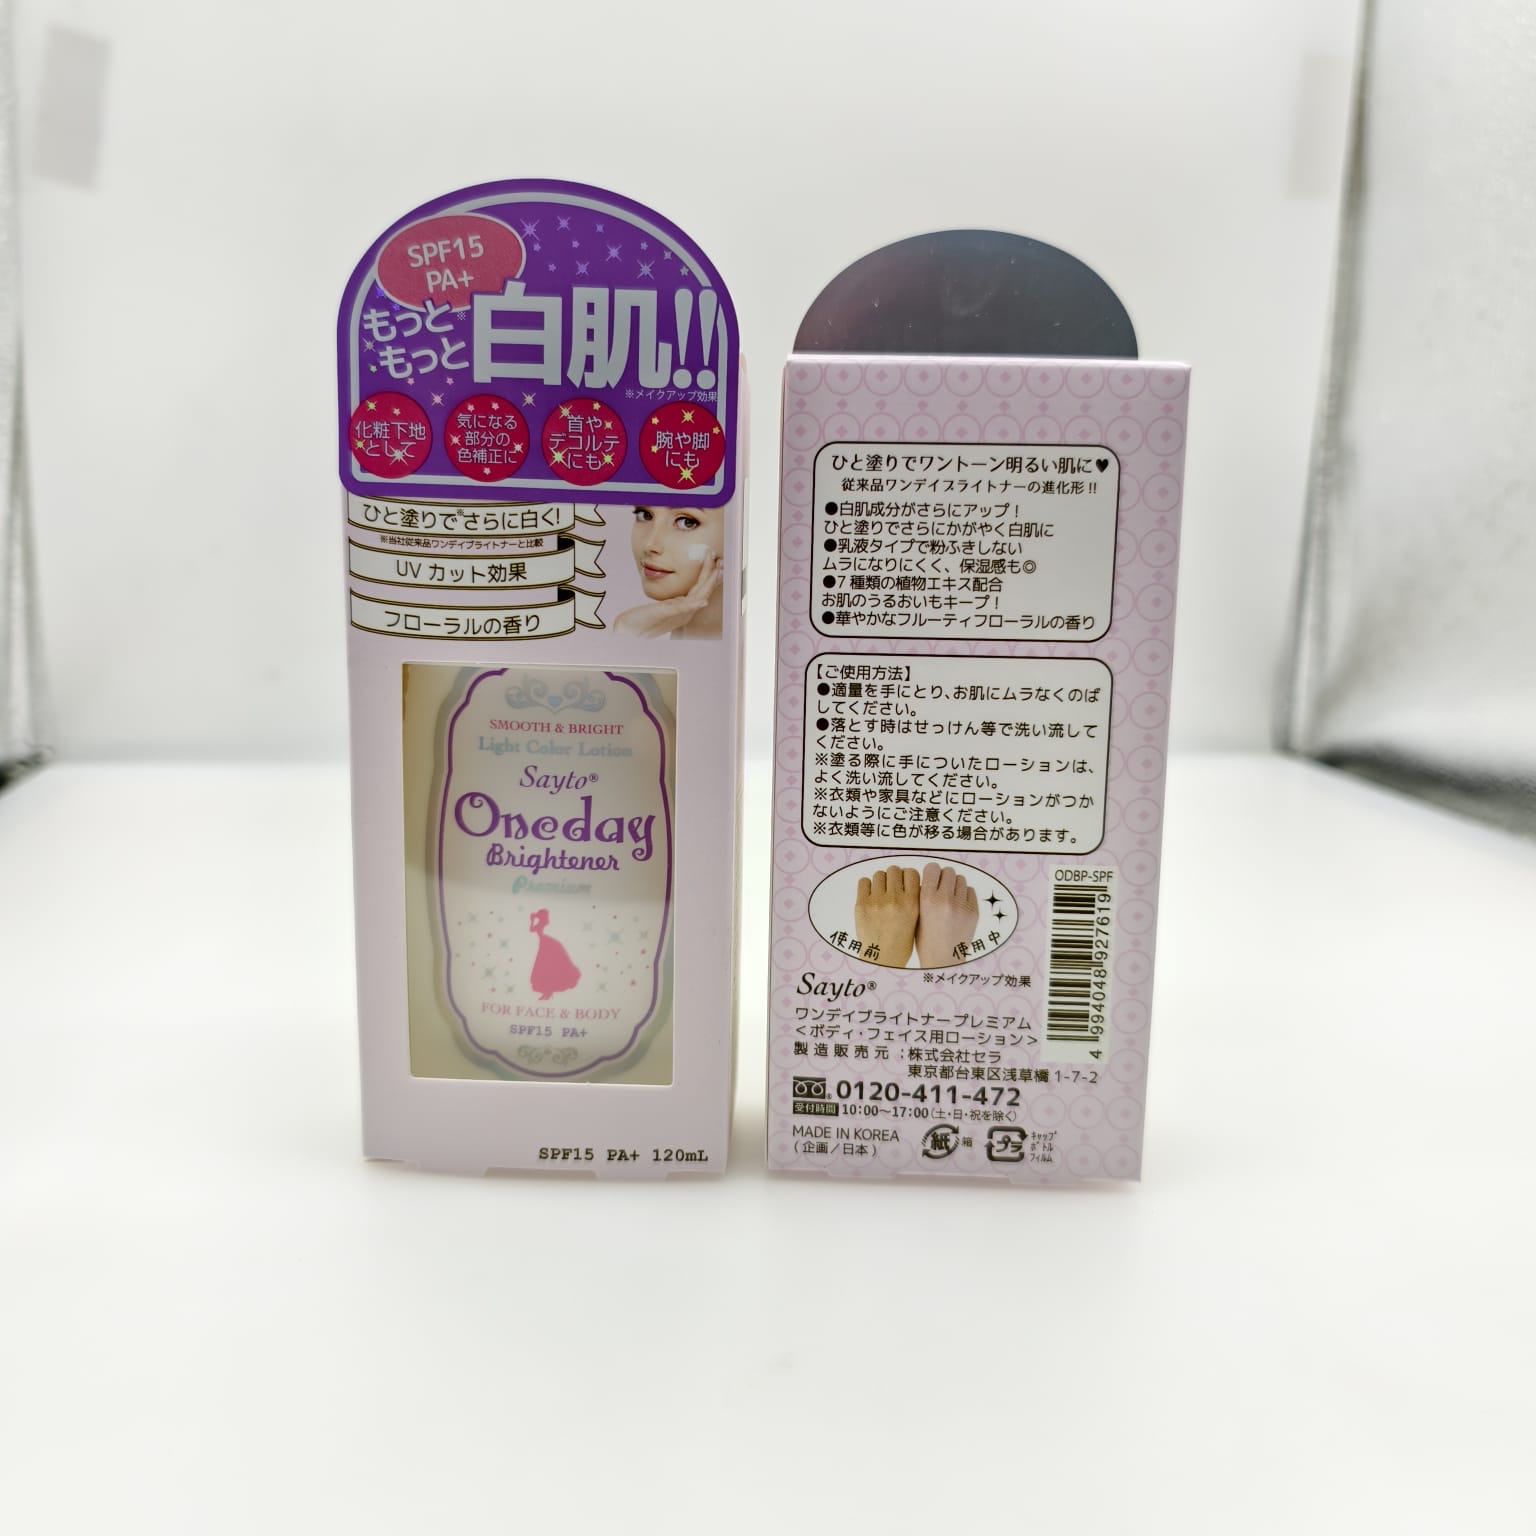 SPF15
PA+
もっと※
もっと
白肌!!
※メイクアップ効果
化粧下地
として
気になる
部分の
色補正に
首や
デコルテ
にも
腕や脚
にも
ひと塗りで※さらに白く!
※当社従来品ワンデイブライトナーと比較
UVカット効果
フローラルの香り
SMOOTH & BRIGHT
Light Color Lotion
Sayto®
Oneday
Brightener
Premium
FOR FACE & BODY
SPF15 PA+
SPF15 PA+ 120mL
ひと塗りでワントーン明るい肌に♥
従来品ワンデイブライトナーの進化形!!
●白肌成分がさらにアップ!
ひと塗りでさらにかがやく白肌に
●乳液タイプで粉ふきしない
ムラになりにくく、保湿感も◎
●7種類の植物エキス配合
お肌のうるおいもキープ!
●華やかなフルーティフローラルの香り
【ご使用方法】
●適量を手にとり、お肌にムラなくのば
してください。
●落とす時はせっけん等で洗い流して
ください。
※塗る際に手についたローションは、
よく洗い流してください。
※衣類や家具などにローションがつか
ないようにご注意ください。
※衣類等に色が移る場合があります。
使用前
使用中
※メイクアップ効果
ODBP-SPF
4 994048 927619
Sayto®
ワンデイブライトナープレミアム
<ボディ・フェイス用ローション>
製造販売元:株式会社セラ
東京都台東区浅草橋1-7-2
0120-411-472
受付時間 10:00~17:00(土・日・祝を除く)
MADE IN KOREA
(企画/日本)
紙 箱
プラ
キャップ
ボトル
フィルム